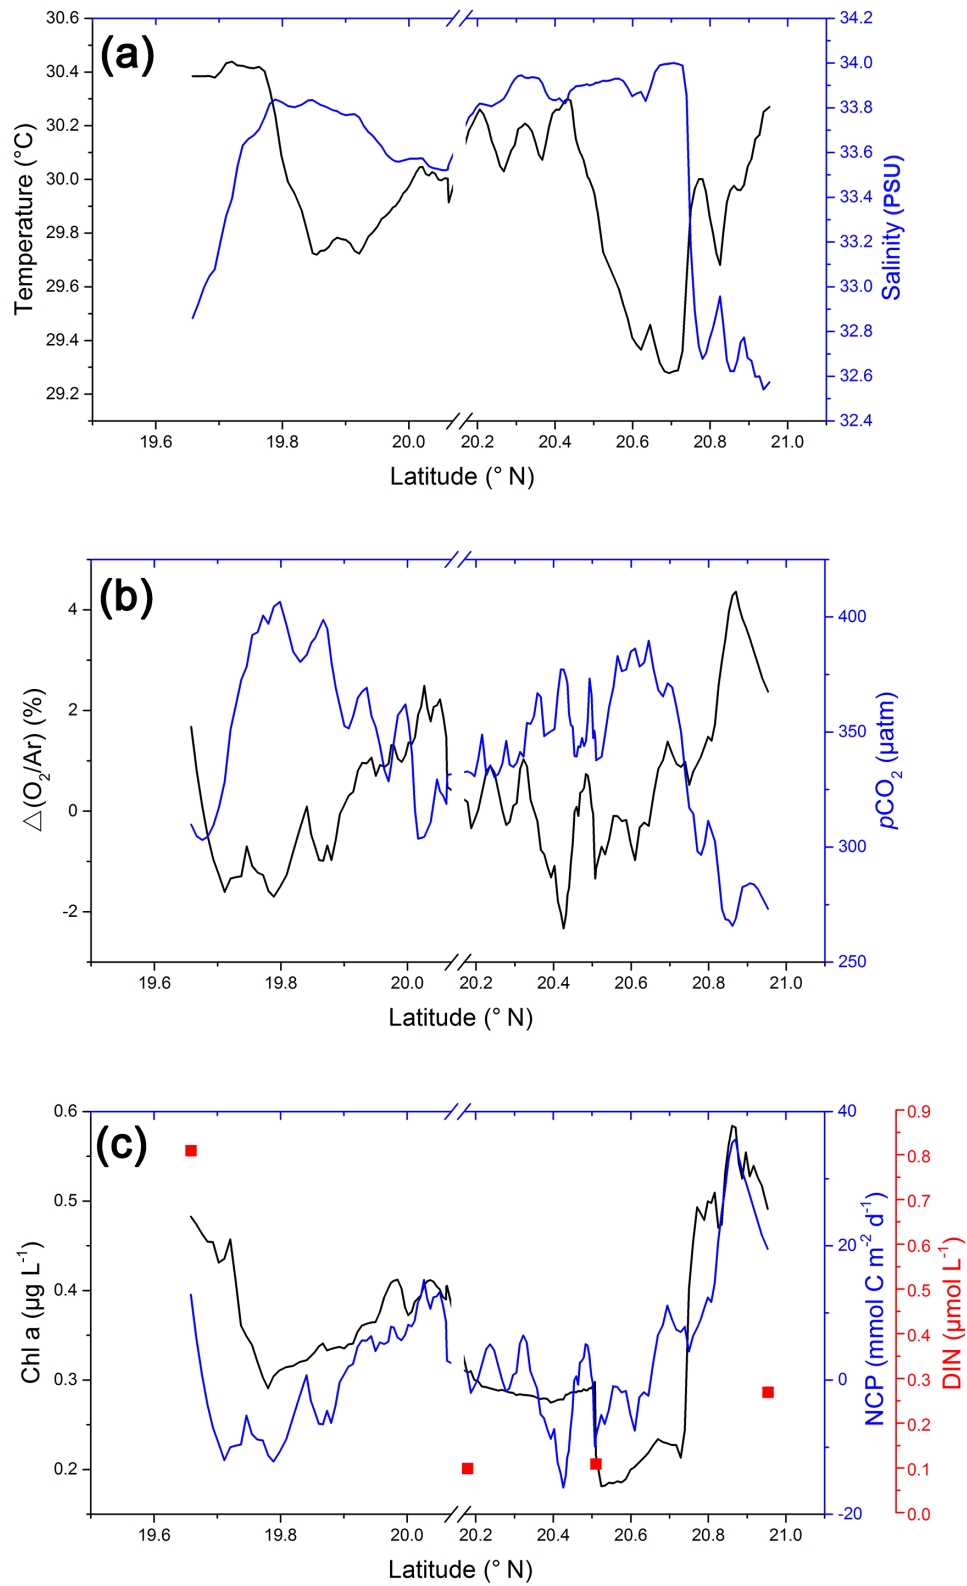 (a)
30.6
30.4
30.2
30.0
29.8
29.6
29.4
29.2
Temperature (°C)
34.2
34.0
33.8
33.6
33.4
33.2
33.0
32.8
32.6
32.4
Salinity (PSU)
19.6 19.8 20.0 20.2 20.4 20.6 20.8 21.0
Latitude (° N)
(b)
4
2
0
-2
△(O₂/Ar) (%)
400
350
300
250
pCO₂ (µatm)
19.6 19.8 20.0 20.2 20.4 20.6 20.8 21.0
Latitude (° N)
(c)
0.6
0.5
0.4
0.3
0.2
Chl a (µg L⁻¹)
40
20
0
-20
NCP (mmol C m⁻² d⁻¹)
0.9
0.8
0.7
0.6
0.5
0.4
0.3
0.2
0.1
0.0
DIN (µmol L⁻¹)
19.6 19.8 20.0 20.2 20.4 20.6 20.8 21.0
Latitude (° N)